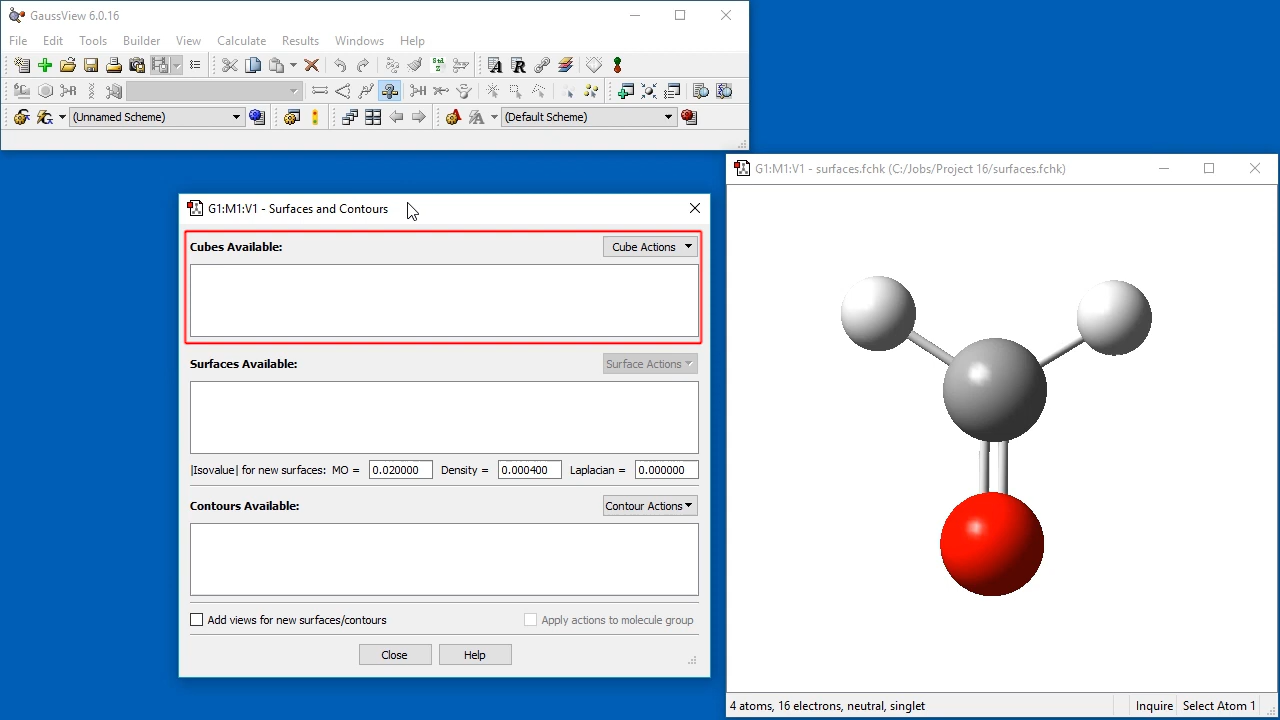 GaussView 6.0.16
File Edit Tools Builder View Calculate Results Windows Help
(Unnamed Scheme) (Default Scheme)
G1:M1:V1 - surfaces.fchk (C:/Jobs/Project 16/surfaces.fchk)
G1:M1:V1 - Surfaces and Contours
Cubes Available: Cube Actions
Surfaces Available: Surface Actions
|Isovalue| for new surfaces: MO = 0.020000 Density = 0.000400 Laplacian = 0.000000
Contours Available: Contour Actions
Add views for new surfaces/contours Apply actions to molecule group
Close Help
4 atoms, 16 electrons, neutral, singlet Inquire Select Atom 1